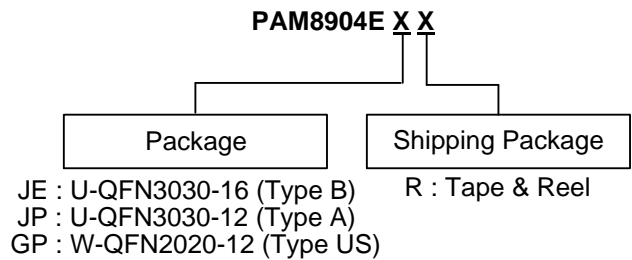 PAM8904E X X
Package
Shipping Package
JE : U-QFN3030-16 (Type B)
R : Tape & Reel
JP : U-QFN3030-12 (Type A)
GP : W-QFN2020-12 (Type US)